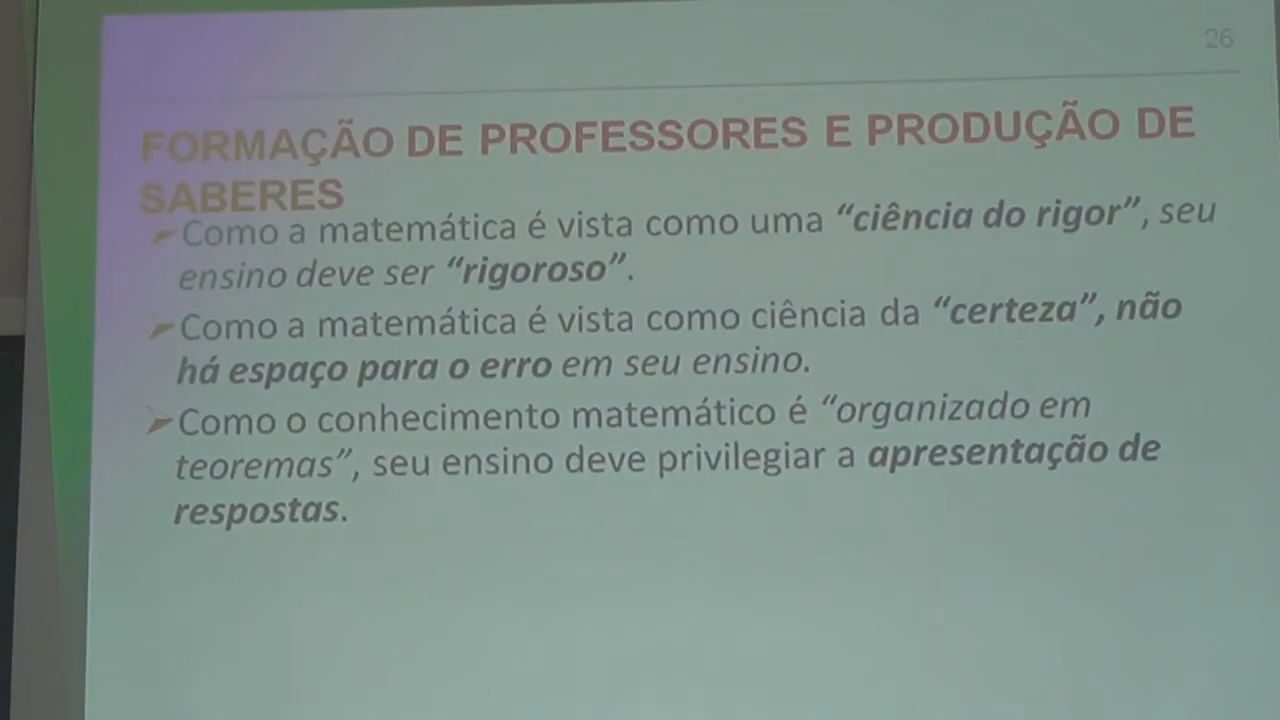 26
FORMAÇÃO DE PROFESSORES E PRODUÇÃO DE
SABERES
➢Como a matemática é vista como uma “ciência do rigor”, seu
ensino deve ser “rigoroso”.
➢Como a matemática é vista como ciência da “certeza”, não
há espaço para o erro em seu ensino.
➢Como o conhecimento matemático é “organizado em
teoremas”, seu ensino deve privilegiar a apresentação de
respostas.